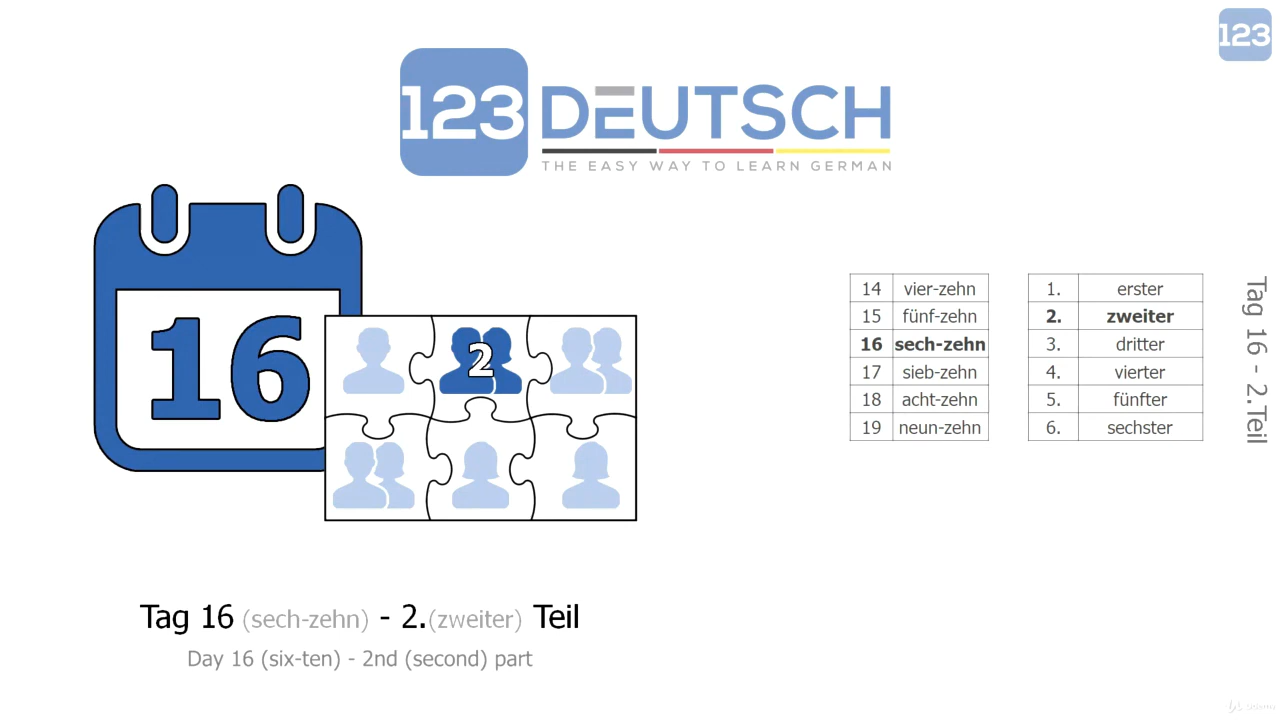 123
123 DEUTSCH
THE EASY WAY TO LEARN GERMAN
16
2
14 vier-zehn
15 fünf-zehn
16 sech-zehn
17 sieb-zehn
18 acht-zehn
19 neun-zehn
1. erster
2. zweiter
3. dritter
4. vierter
5. fünfter
6. sechster
Tag 16 - 2.Teil
Tag 16 (sech-zehn) - 2.(zweiter) Teil
Day 16 (six-ten) - 2nd (second) part